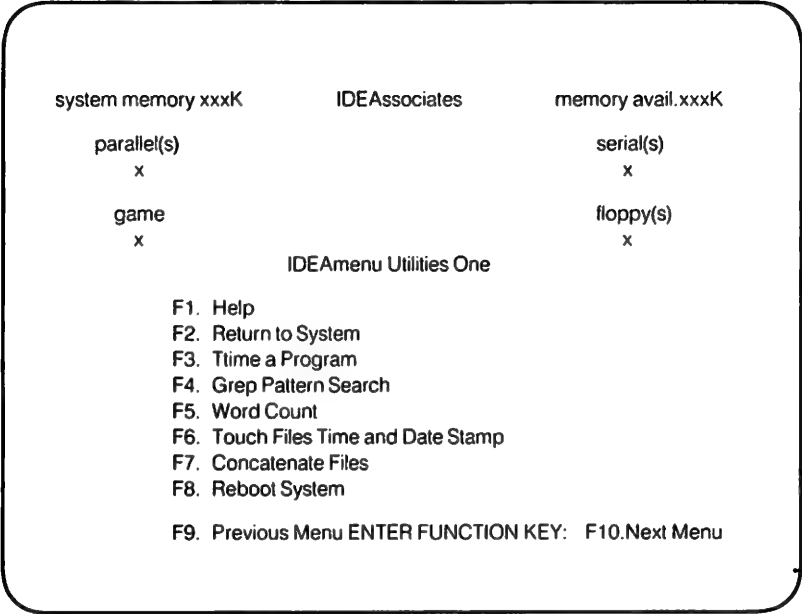 system memory xxxK IDEAssociates memory avail.xxxK
parallel(s) serial(s)
x x
game floppy(s)
x x
IDEAmenu Utilities One
F1. Help
F2. Return to System
F3. Ttime a Program
F4. Grep Pattern Search
F5. Word Count
F6. Touch Files Time and Date Stamp
F7. Concatenate Files
F8. Reboot System
F9. Previous Menu ENTER FUNCTION KEY: F10.Next Menu